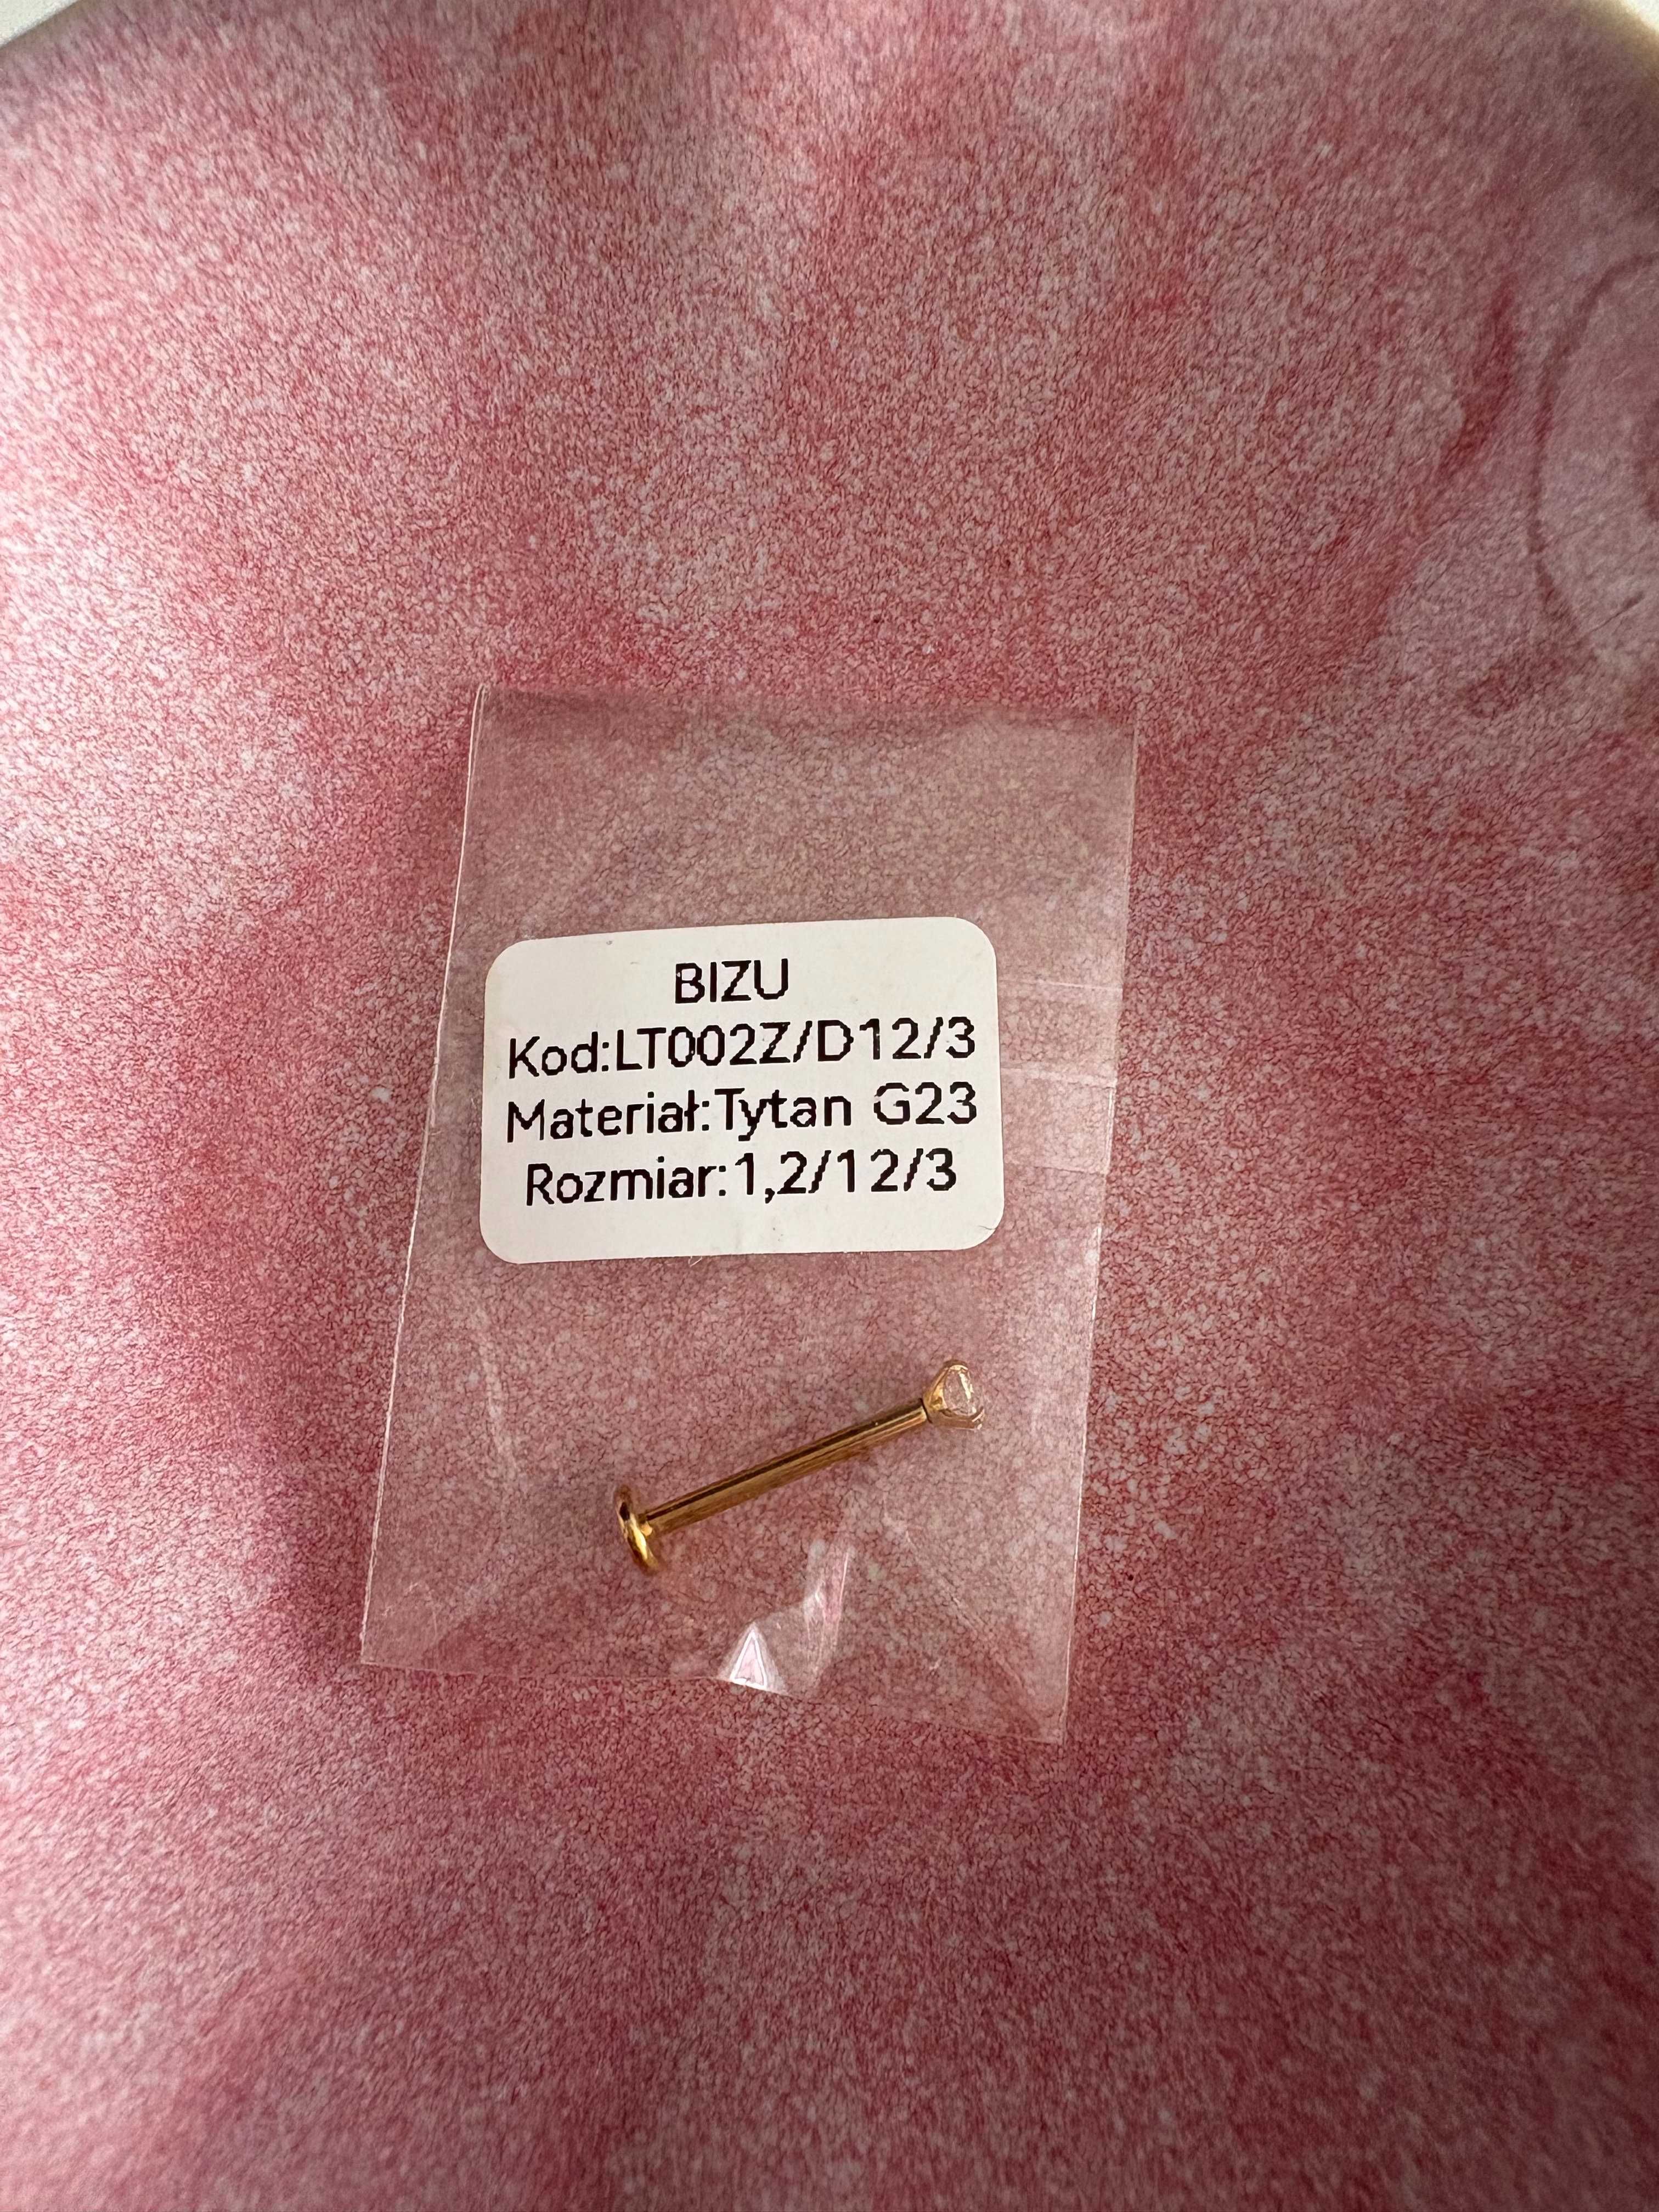 BIZU
Kod:LT002Z/D12/3
Materiał:Tytan G23
Rozmiar:1,2/12/3